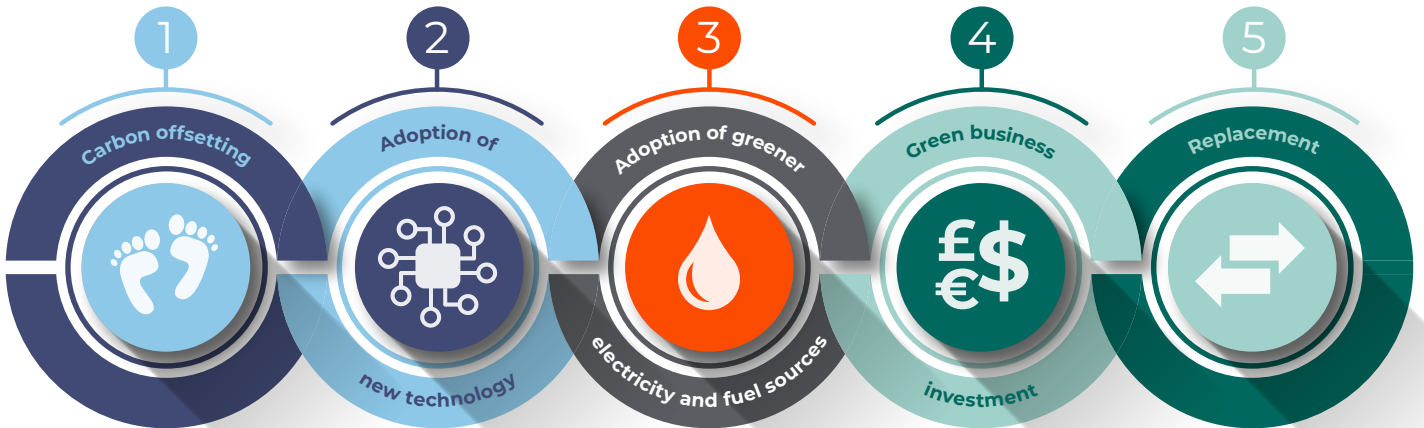 1
Carbon offsetting
2
Adoption of
new technology
3
Adoption of greener
electricity and fuel sources
4
Green business
£$€
investment
5
Replacement